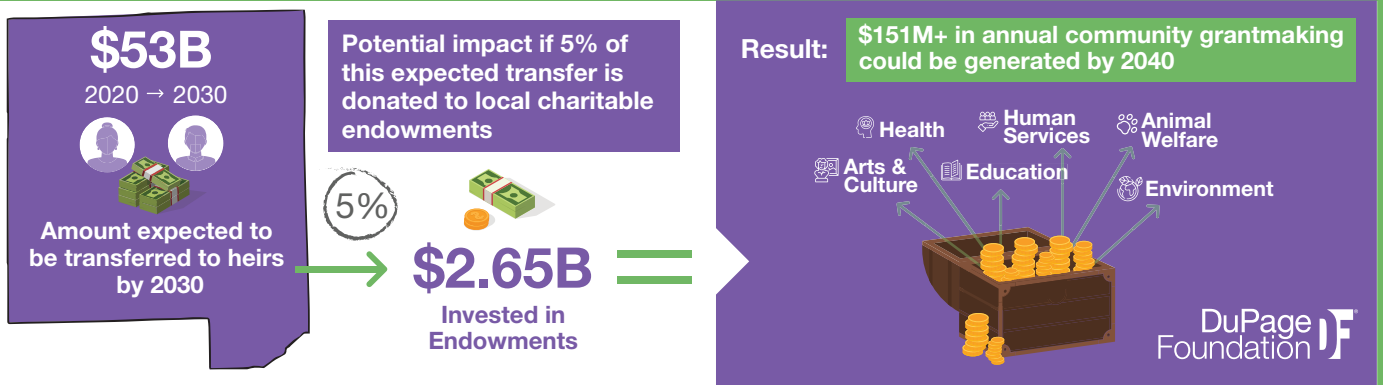 $53B
2020 → 2030
Amount expected to
be transferred to heirs
by 2030
Potential impact if 5% of
this expected transfer is
donated to local charitable
endowments
5%
$2.65B
Invested in
Endowments
Result:
$151M+ in annual community grantmaking
could be generated by 2040
Health
Human
Services
Animal
Welfare
Arts &
Culture
Education
Environment
DuPage
Foundation
DF